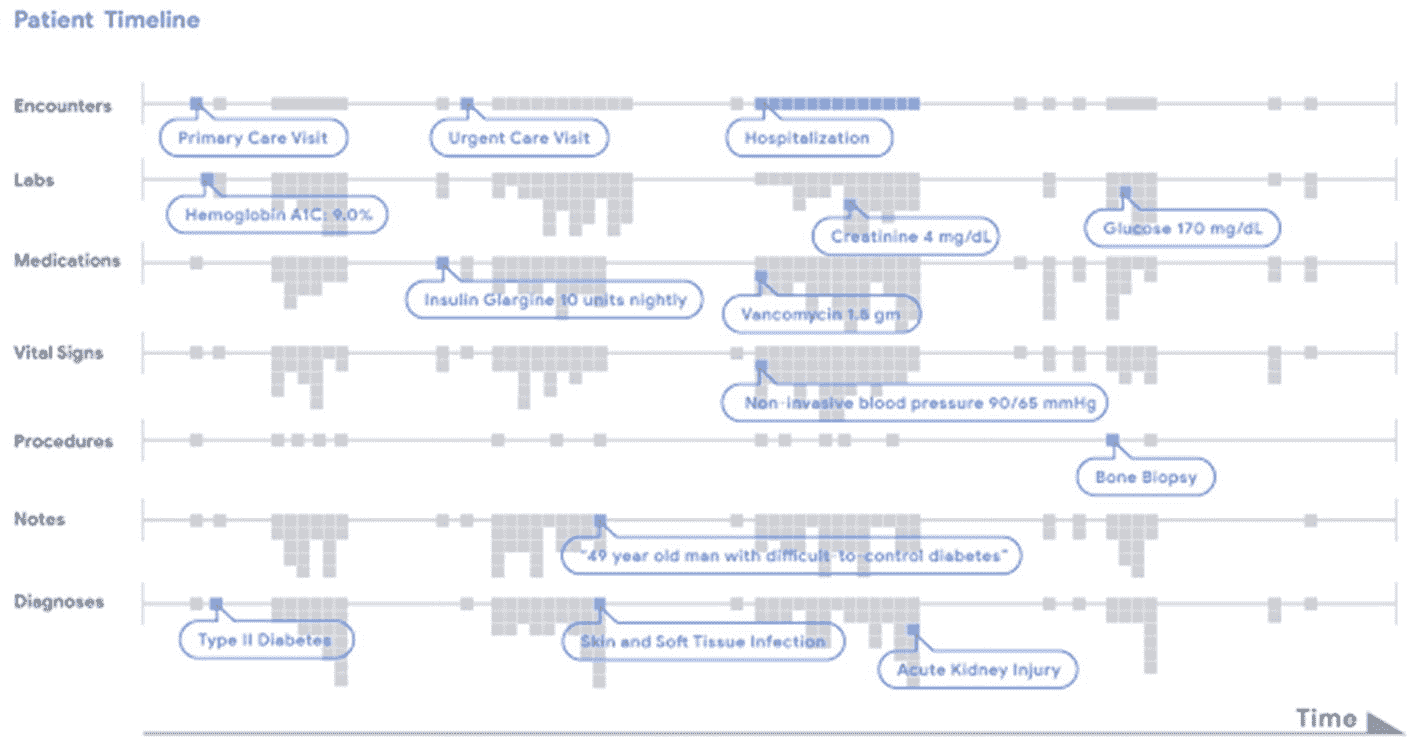 Patient Timeline
Encounters
Primary Care Visit
Urgent Care Visit
Hospitalization
Labs
Hemoglobin A1C: 9.0%
Creatinine 4 mg/dL
Glucose 170 mg/dL
Medications
Insulin Glargine 10 units nightly
Vancomycin 1.5 gm
Vital Signs
Non-invasive blood pressure 90/65 mmHg
Procedures
Bone Biopsy
Notes
"49 year old man with difficult-to-control diabetes"
Diagnoses
Type II Diabetes
Skin and Soft Tissue Infection
Acute Kidney Injury
Time